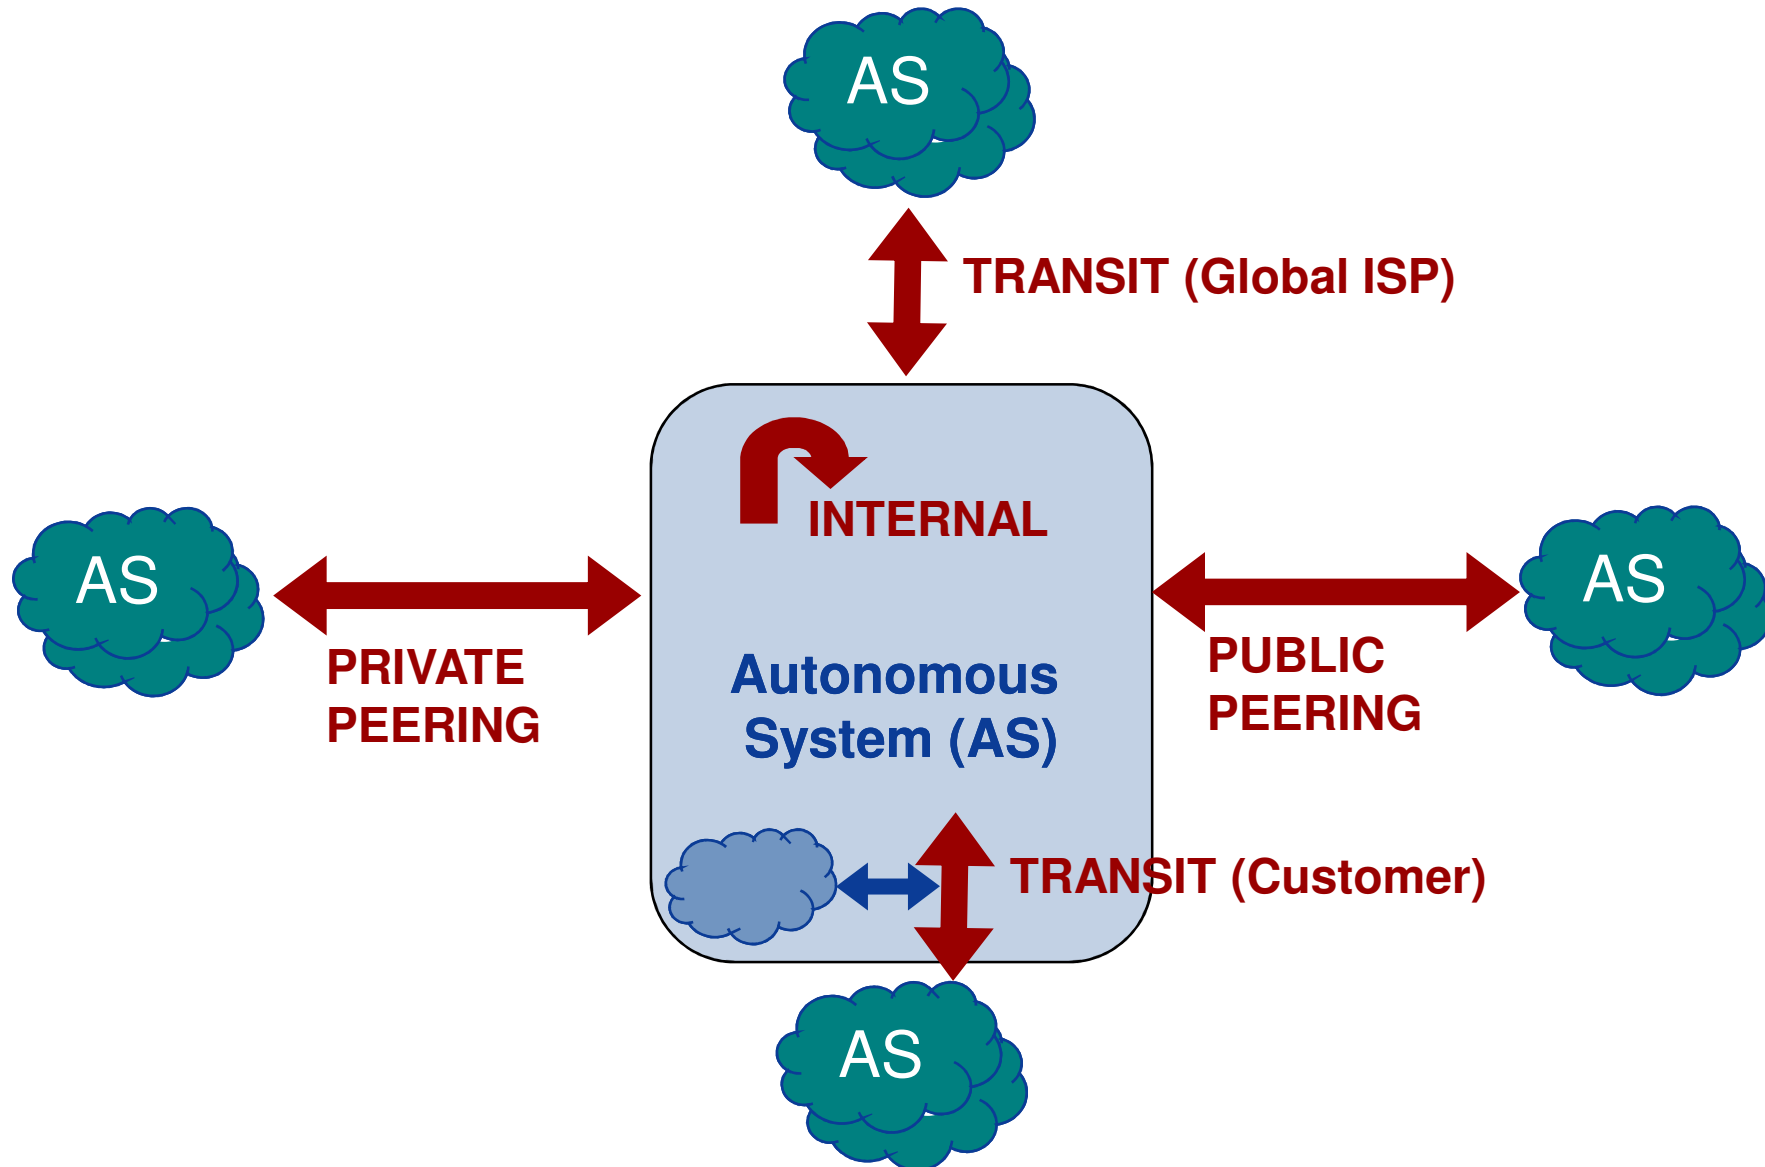 AS
TRANSIT (Global ISP)
INTERNAL
AS
AS
PRIVATE
PEERING
PUBLIC
PEERING
Autonomous
System (AS)
TRANSIT (Customer)
AS